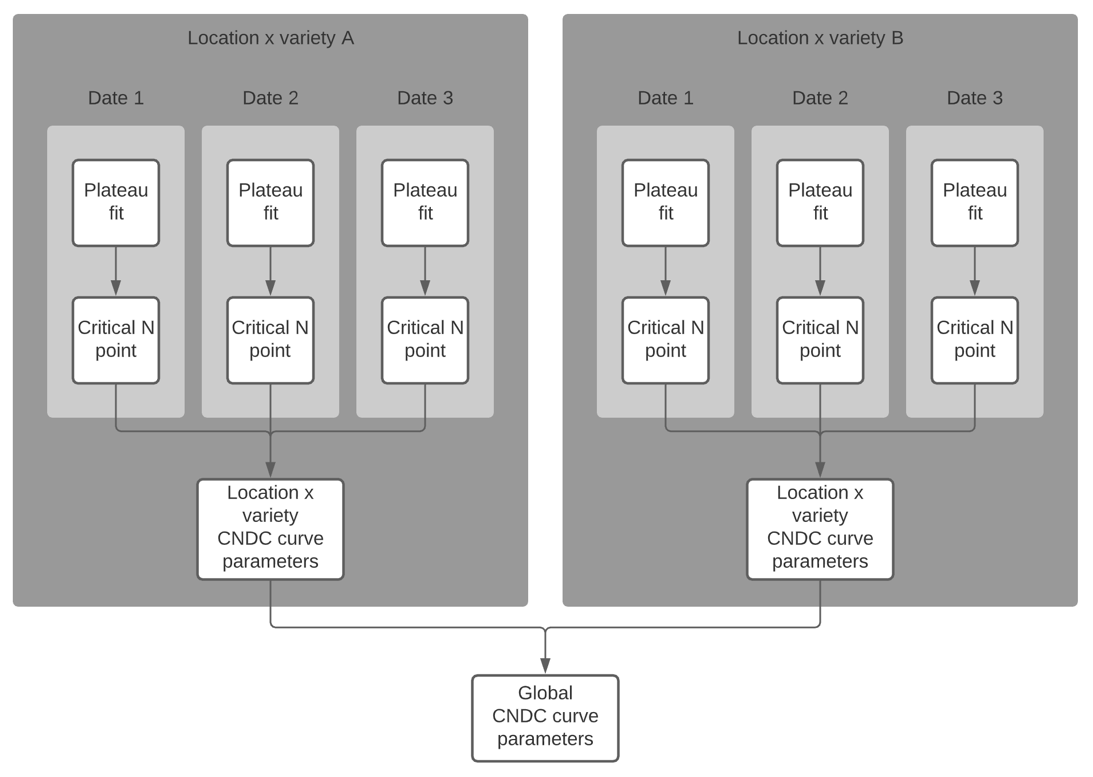 Location x variety A
Date 1
Date 2
Date 3
Plateau
fit
Plateau
fit
Plateau
fit
Critical N
point
Critical N
point
Critical N
point
Location x
variety
CNDC curve
parameters
Location x variety B
Date 1
Date 2
Date 3
Plateau
fit
Plateau
fit
Plateau
fit
Critical N
point
Critical N
point
Critical N
point
Location x
variety
CNDC curve
parameters
Global
CNDC curve
parameters